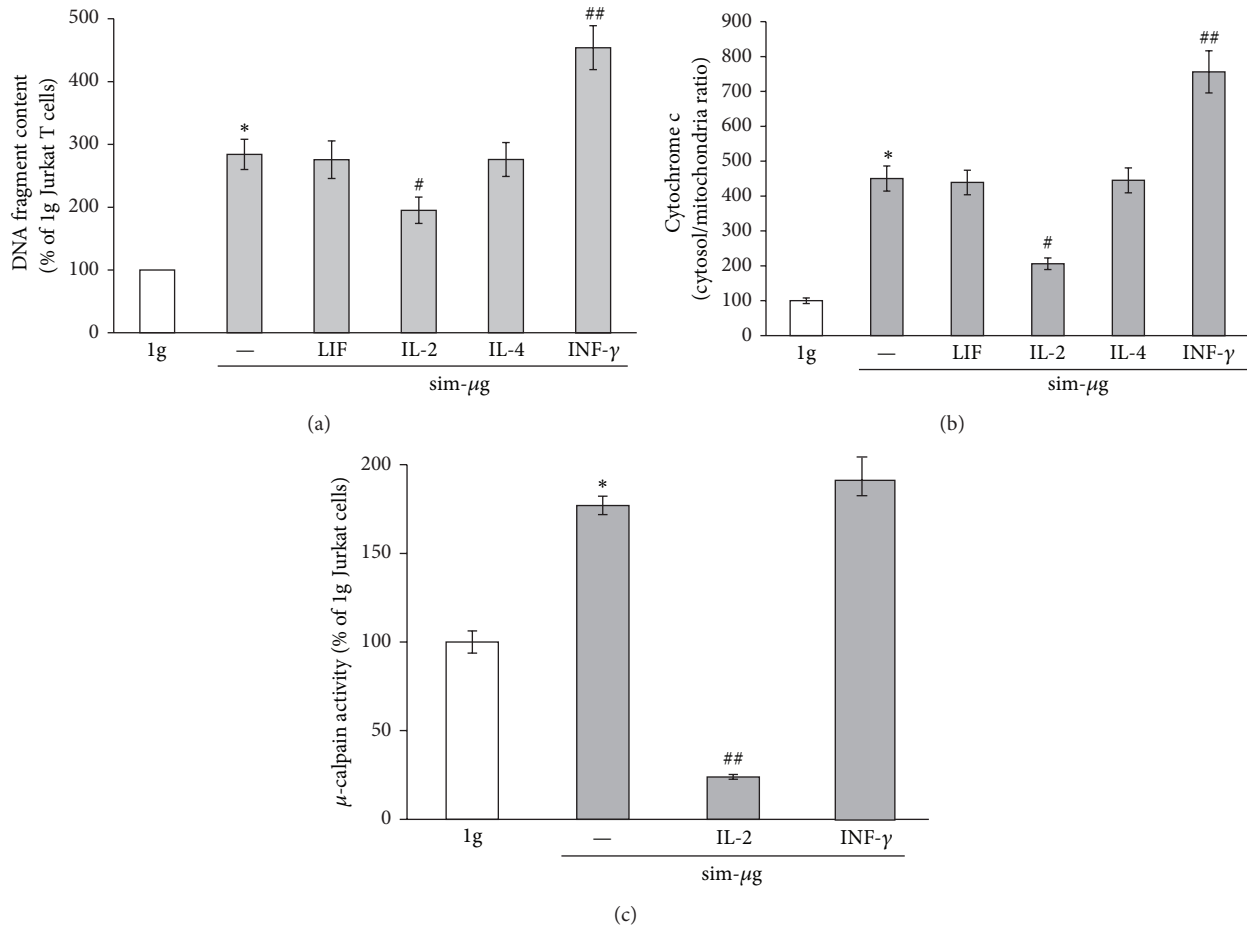 DNA fragment content
(% of 1g Jurkat T cells)
500
400
300
200
100
0
*
#
##
1g
—
LIF
IL-2
IL-4
INF-γ
sim-μg
(a)
Cytochrome c
(cytosol/mitochondria ratio)
900
800
700
600
500
400
300
200
100
0
*
#
##
1g
—
LIF
IL-2
IL-4
INF-γ
sim-μg
(b)
μ-calpain activity (% of 1g Jurkat cells)
200
150
100
50
0
*
##
1g
—
IL-2
INF-γ
sim-μg
(c)